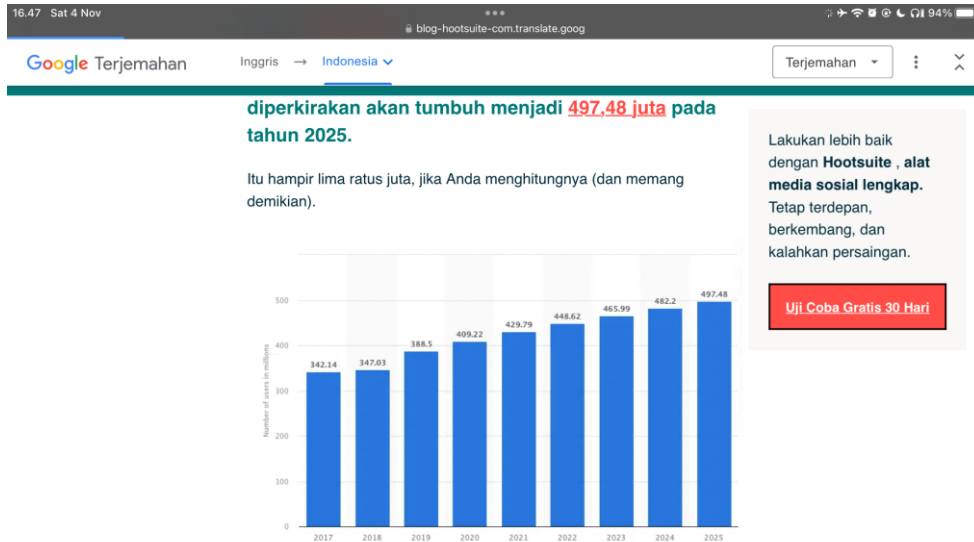 16.47 Sat 4 Nov
94%
blog-hootsuite-com.translate.goog
Google Terjemahan
Inggris → Indonesia
Terjemahan
diperkirakan akan tumbuh menjadi 497,48 juta pada
tahun 2025.
Itu hampir lima ratus juta, jika Anda menghitungnya (dan memang
demikian).
Lakukan lebih baik
dengan Hootsuite , alat
media sosial lengkap.
Tetap terdepan,
berkembang, dan
kalahkan persaingan.
Uji Coba Gratis 30 Hari
Number of users in millions
500
400
300
200
100
0
342.14
347.03
388.5
409.22
429.79
448.62
465.99
482.2
497.48
2017 2018 2019 2020 2021 2022 2023 2024 2025